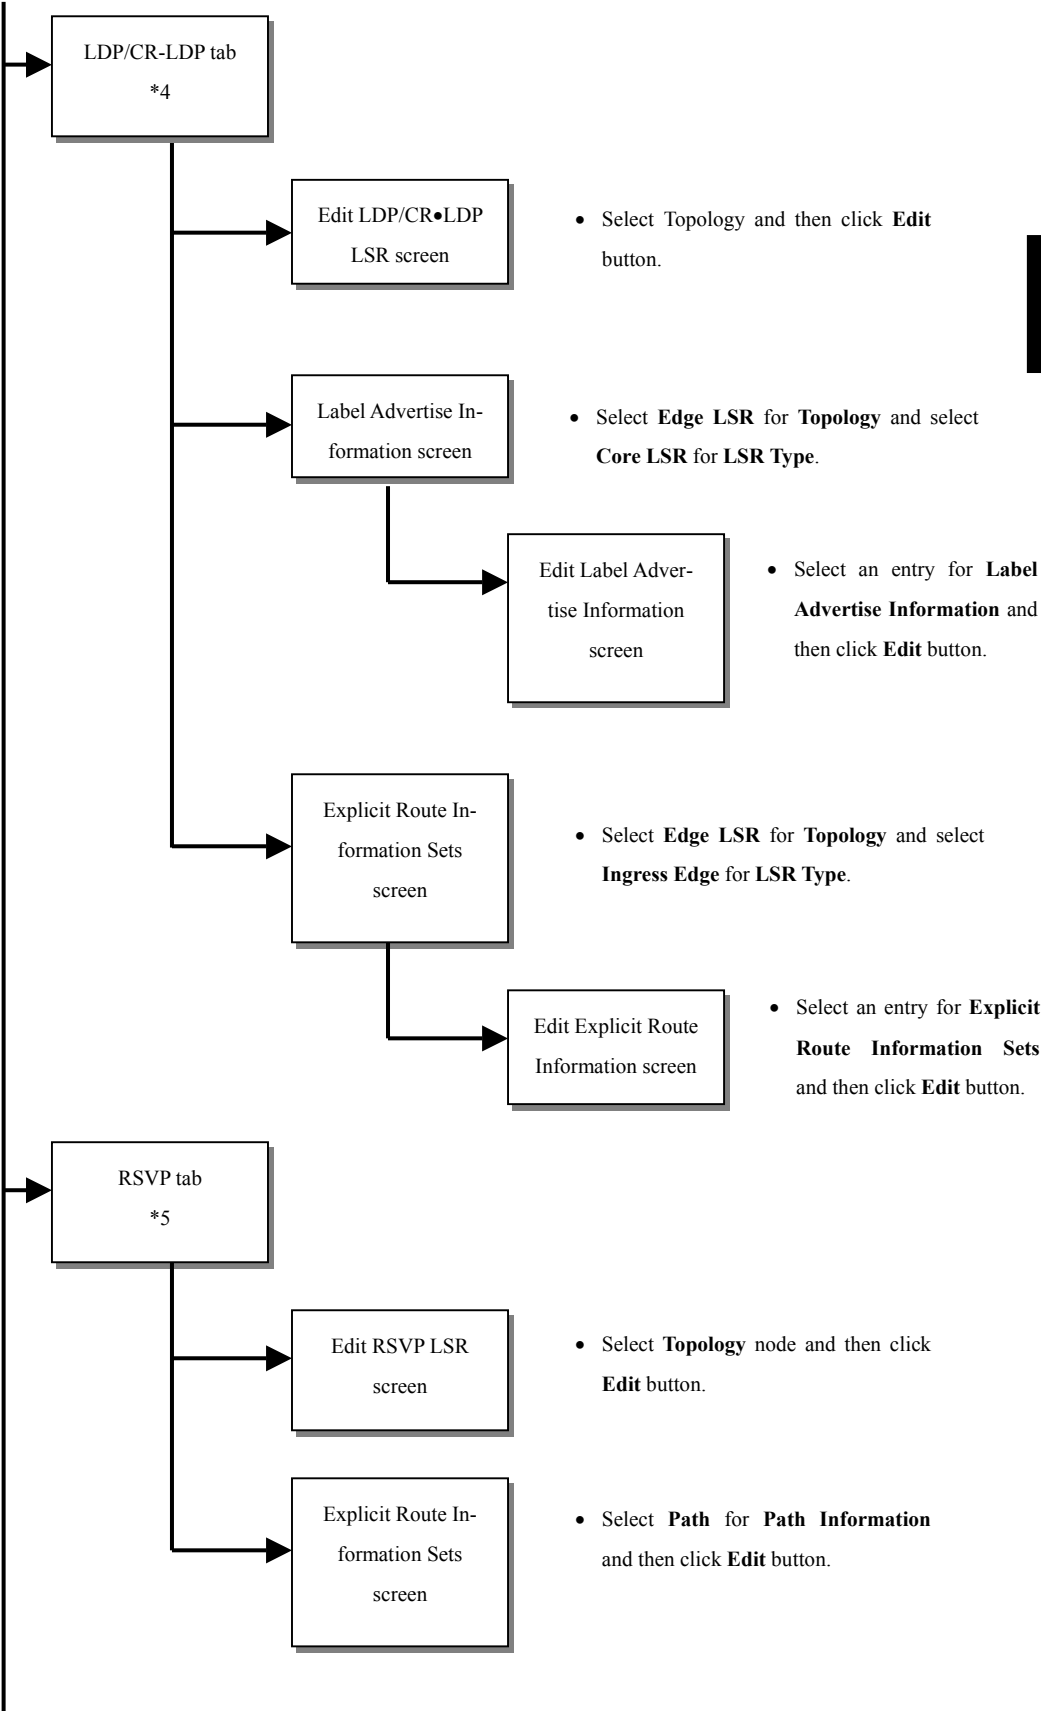 LDP/CR-LDP tab
*4
Edit LDP/CR●LDP
LSR screen
• Select Topology and then click Edit
button.
Label Advertise In-
formation screen
• Select Edge LSR for Topology and select
Core LSR for LSR Type.
Edit Label Adver-
tise Information
screen
• Select an entry for Label
Advertise Information and
then click Edit button.
Explicit Route In-
formation Sets
screen
• Select Edge LSR for Topology and select
Ingress Edge for LSR Type.
Edit Explicit Route
Information screen
• Select an entry for Explicit
Route Information Sets
and then click Edit button.
RSVP tab
*5
Edit RSVP LSR
screen
• Select Topology node and then click
Edit button.
Explicit Route In-
formation Sets
screen
• Select Path for Path Information
and then click Edit button.